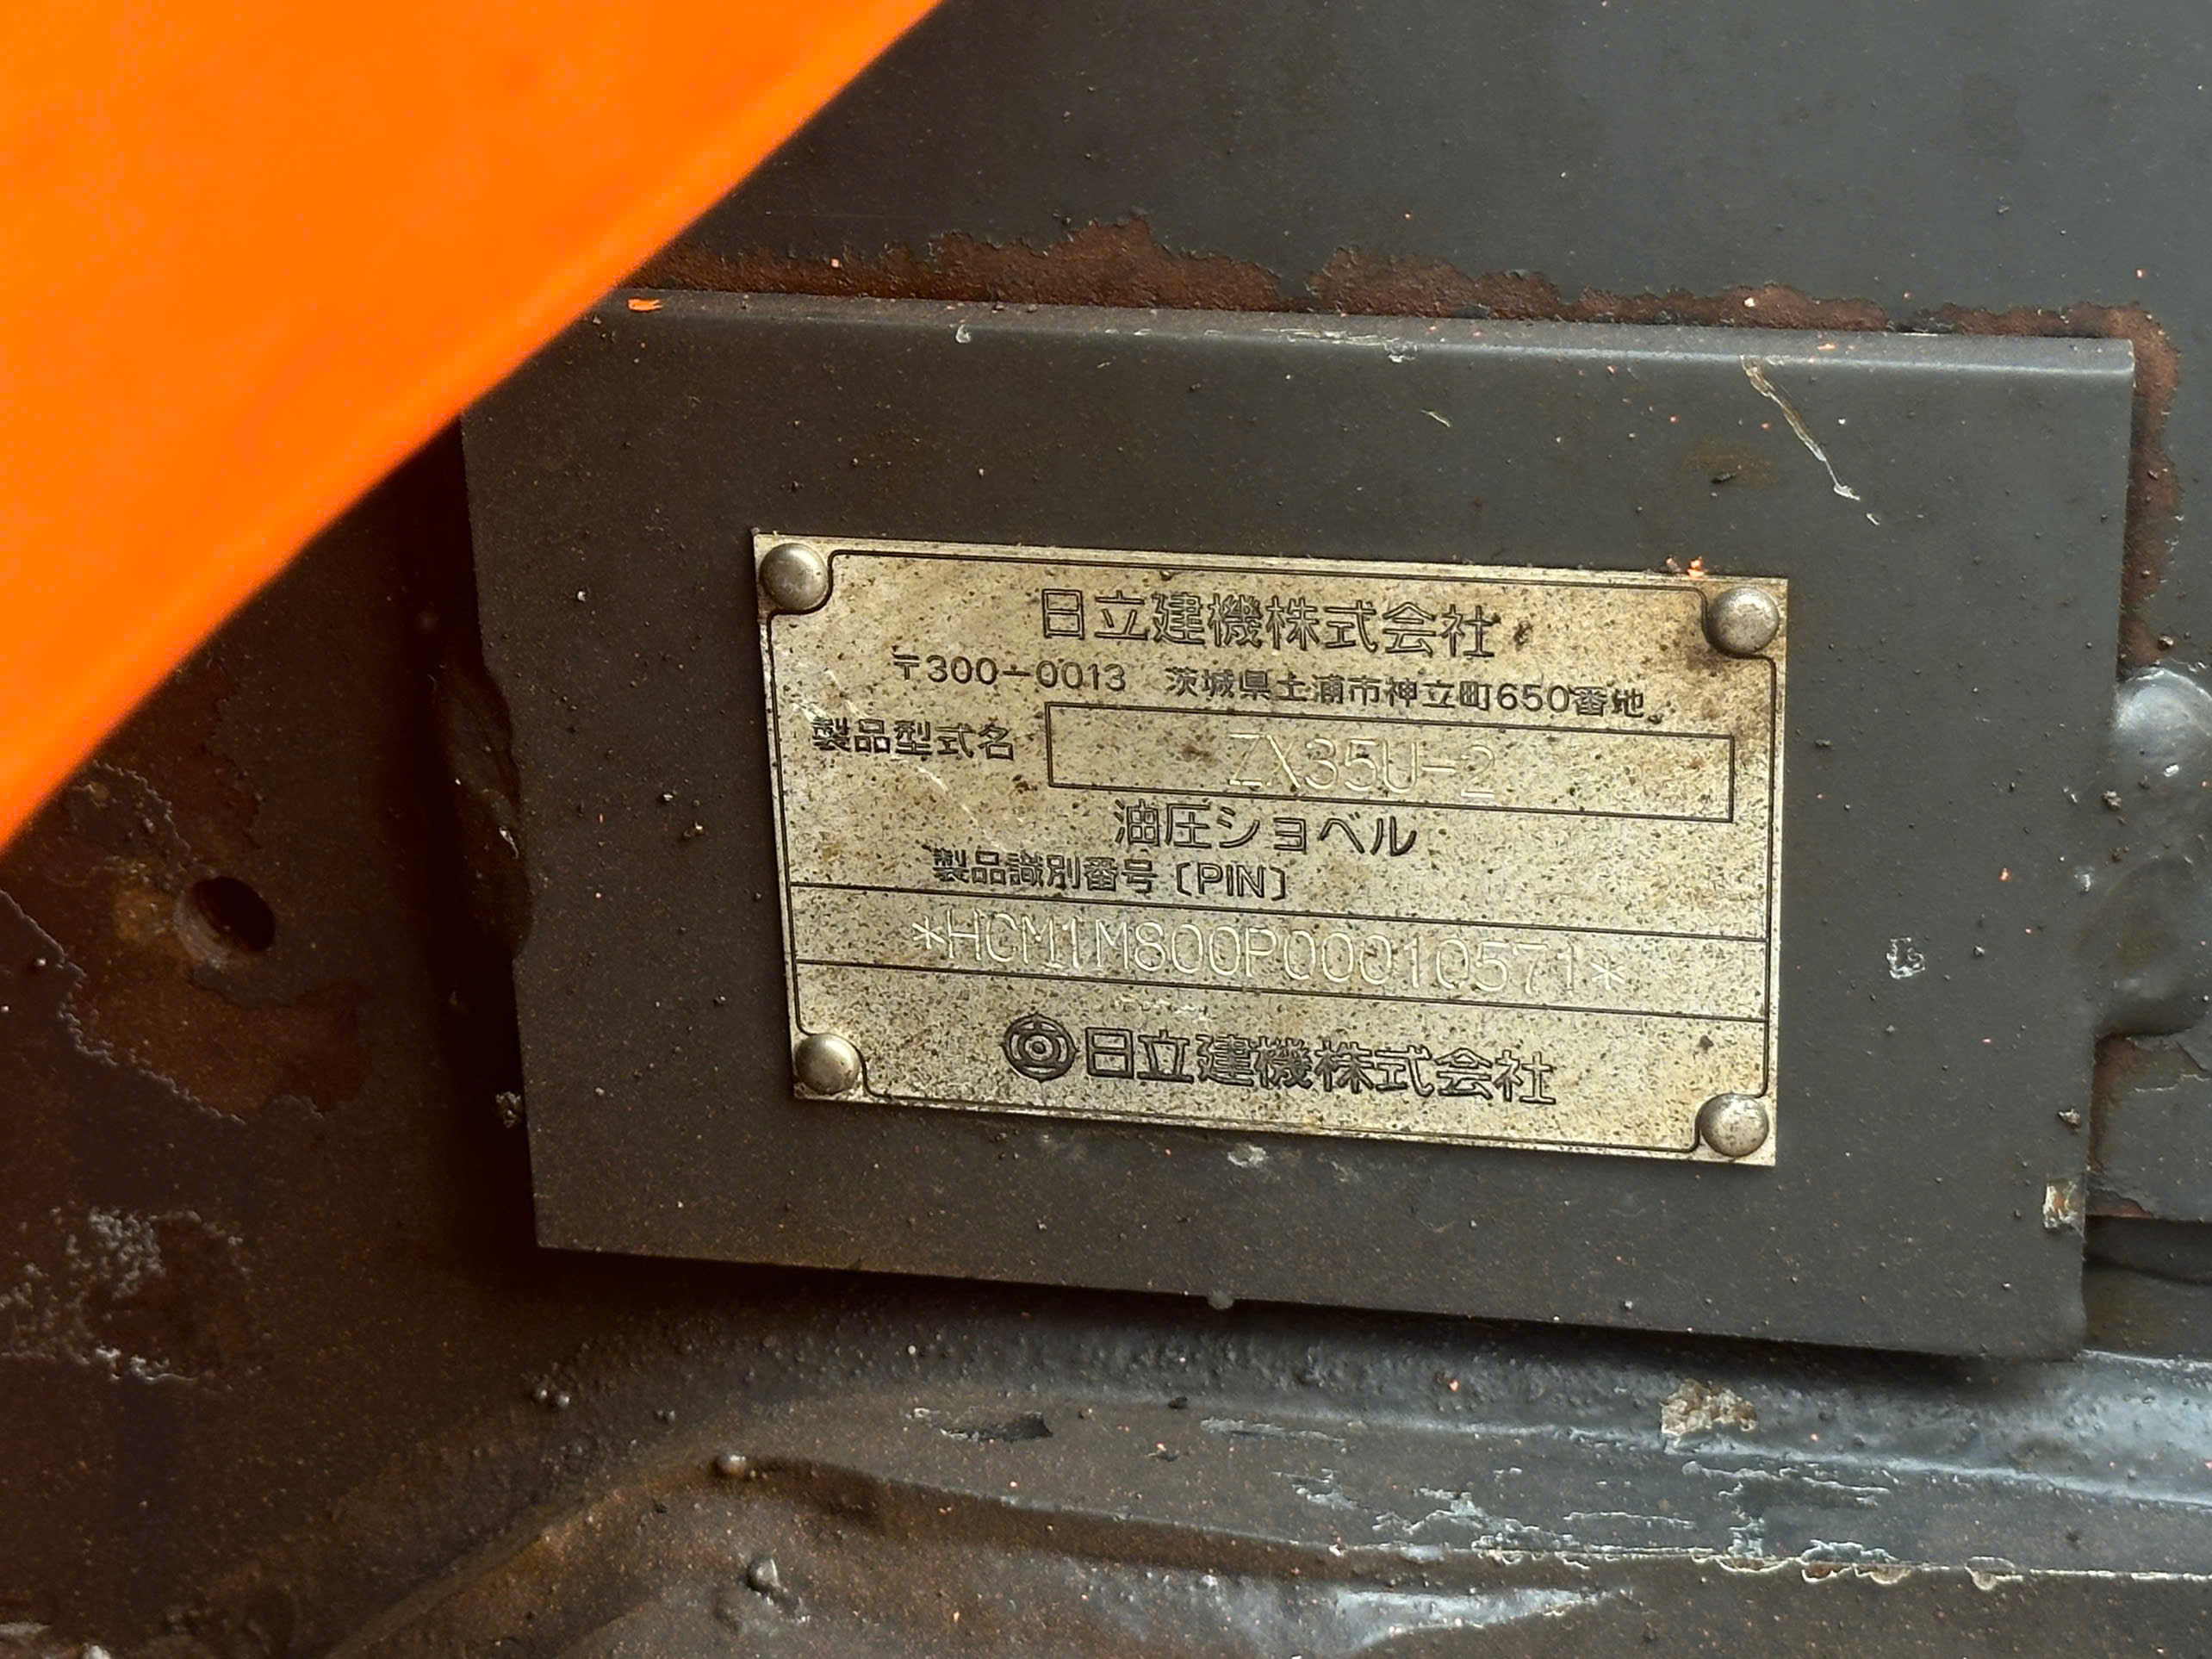 日立建機株式会社
〒300-0013 茨城県土浦市神立町650番地
製品型式名 ZX35U-2
油圧ショベル
製品識別番号〔PIN〕
*HCM1M800P00010571*
日立建機株式会社